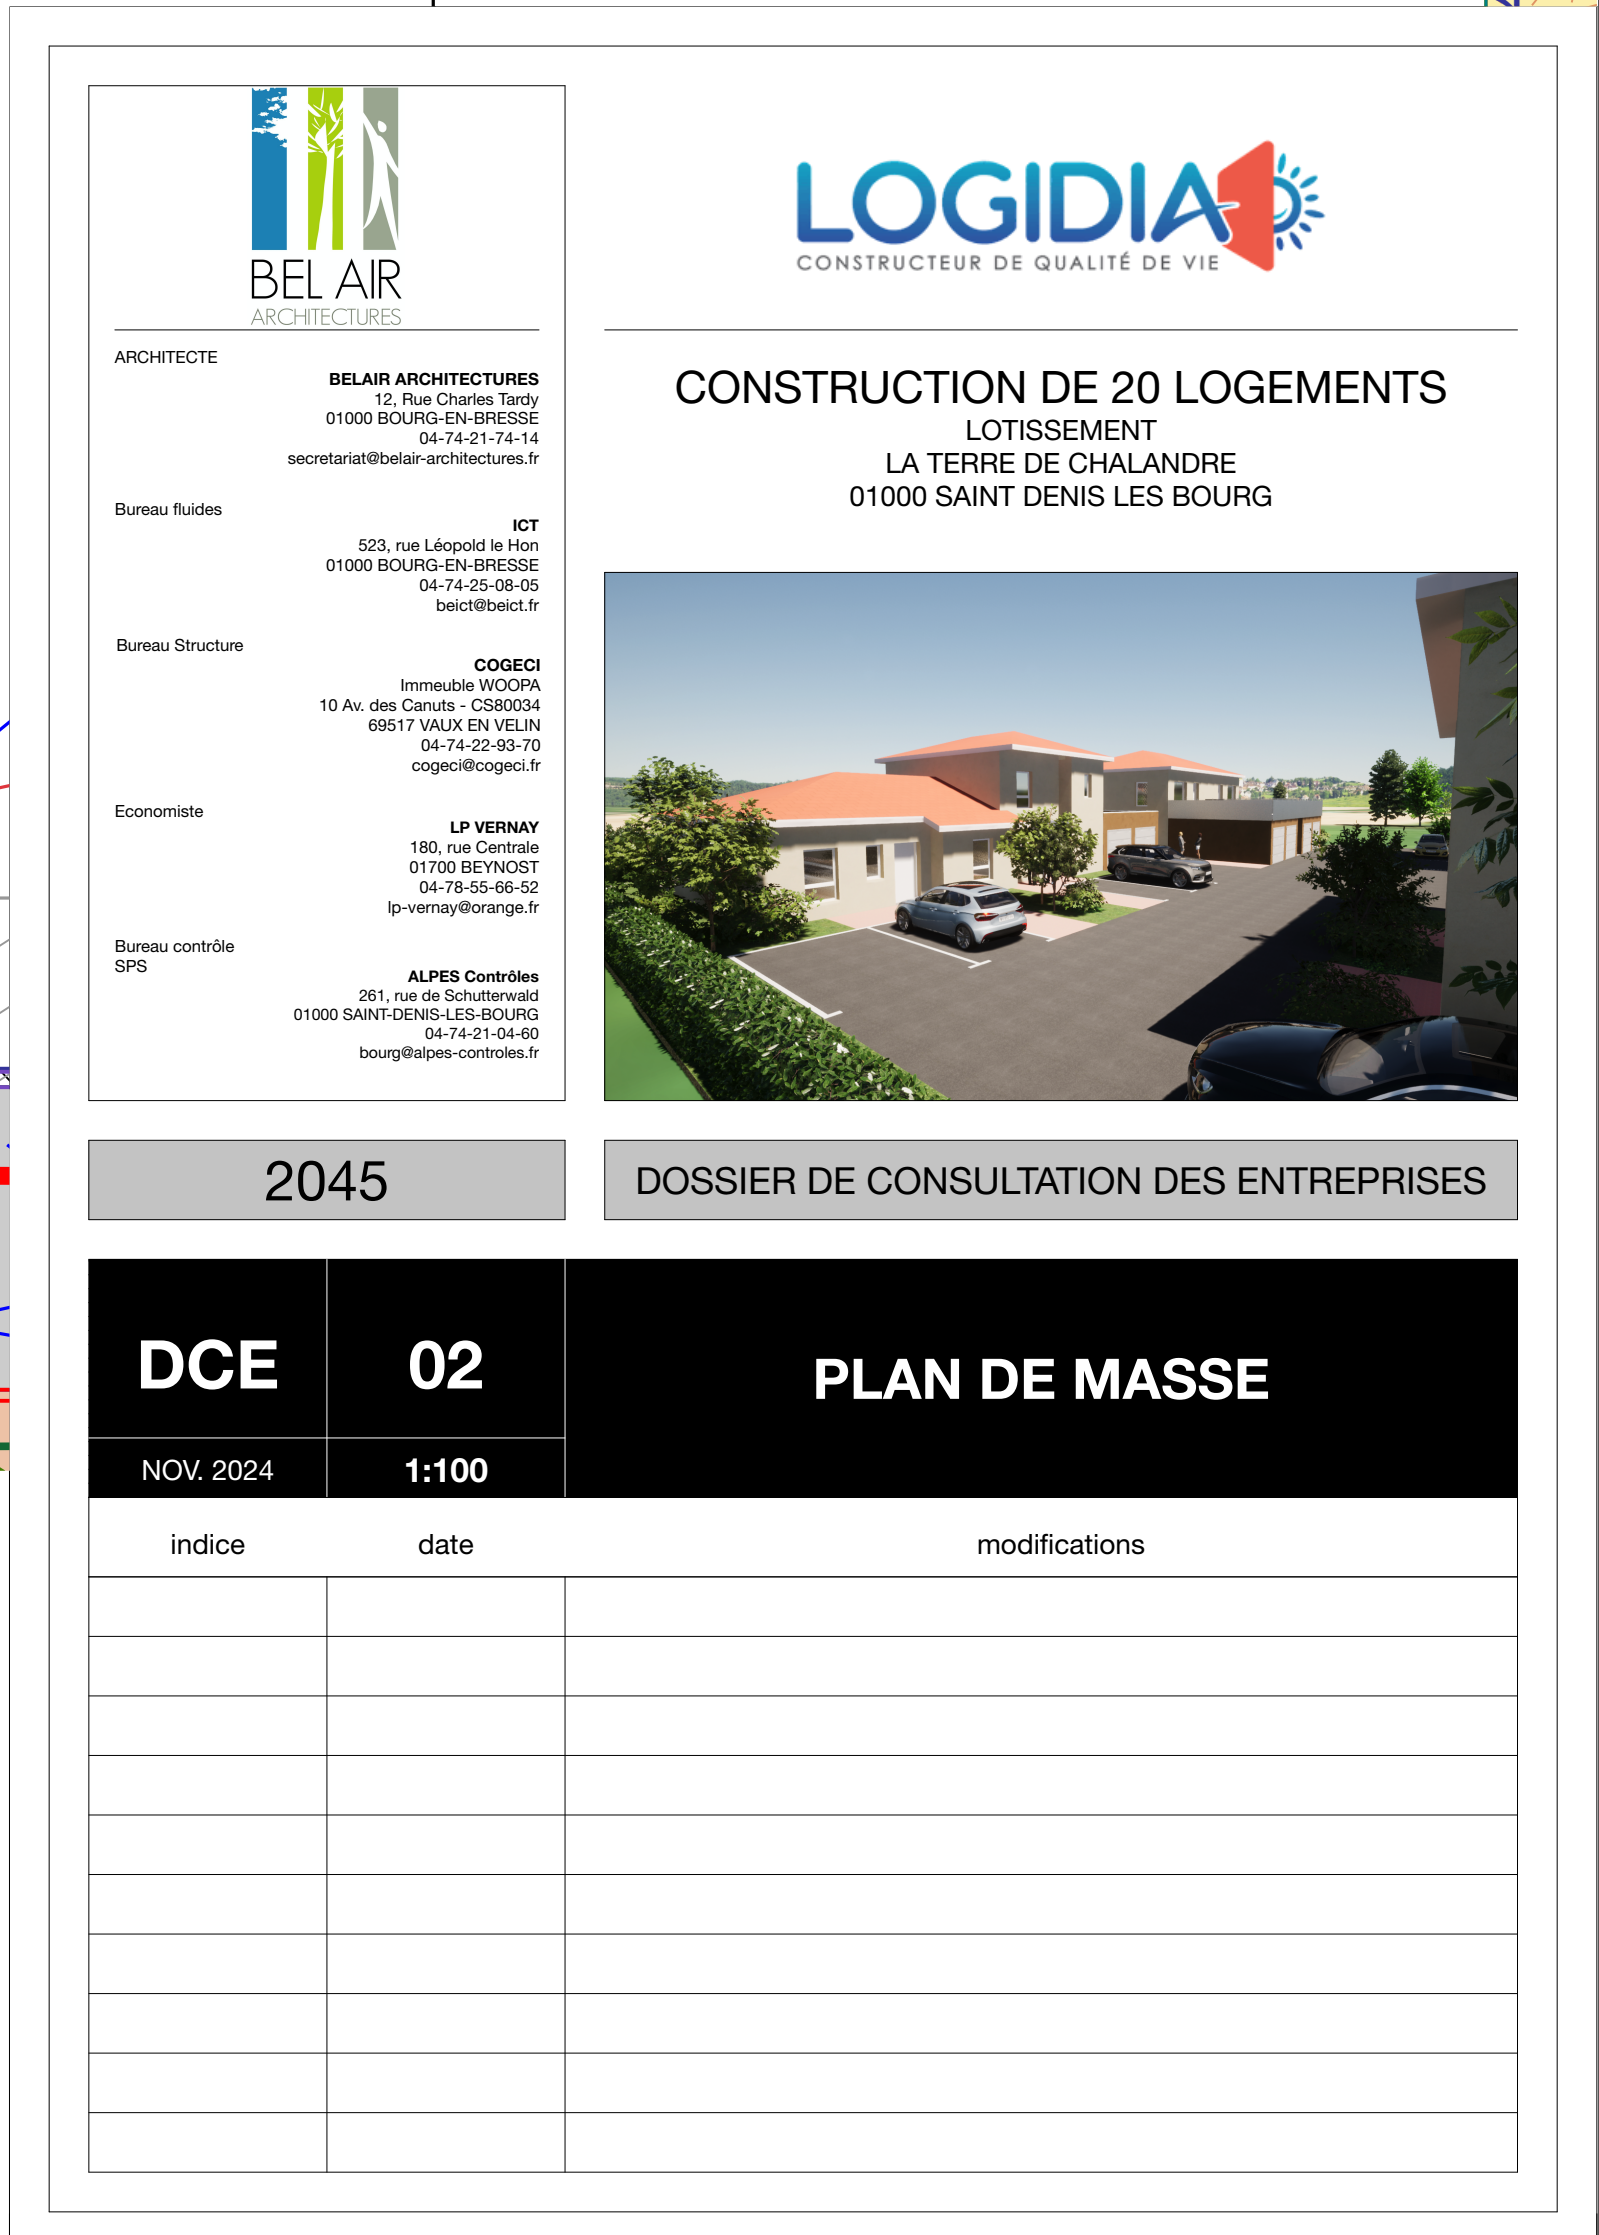 BEL AIR
ARCHITECTURES
ARCHITECTE
BELAIR ARCHITECTURES
12, Rue Charles Tardy
01000 BOURG-EN-BRESSE
04-74-21-74-14
secretariat@belair-architectures.fr
Bureau fluides
ICT
523, rue Léopold le Hon
01000 BOURG-EN-BRESSE
04-74-25-08-05
beict@beict.fr
Bureau Structure
COGECI
Immeuble WOOPA
10 Av. des Canuts - CS80034
69517 VAUX EN VELIN
04-74-22-93-70
cogeci@cogeci.fr
Economiste
LP VERNAY
180, rue Centrale
01700 BEYNOST
04-78-55-66-52
lp-vernay@orange.fr
Bureau contrôle
SPS
ALPES Contrôles
261, rue de Schutterwald
01000 SAINT-DENIS-LES-BOURG
04-74-21-04-60
bourg@alpes-controles.fr
LOGIDIA
CONSTRUCTEUR DE QUALITÉ DE VIE
CONSTRUCTION DE 20 LOGEMENTS
LOTISSEMENT
LA TERRE DE CHALANDRE
01000 SAINT DENIS LES BOURG
2045
DOSSIER DE CONSULTATION DES ENTREPRISES
DCE
02
PLAN DE MASSE
NOV. 2024
1:100
indice
date
modifications